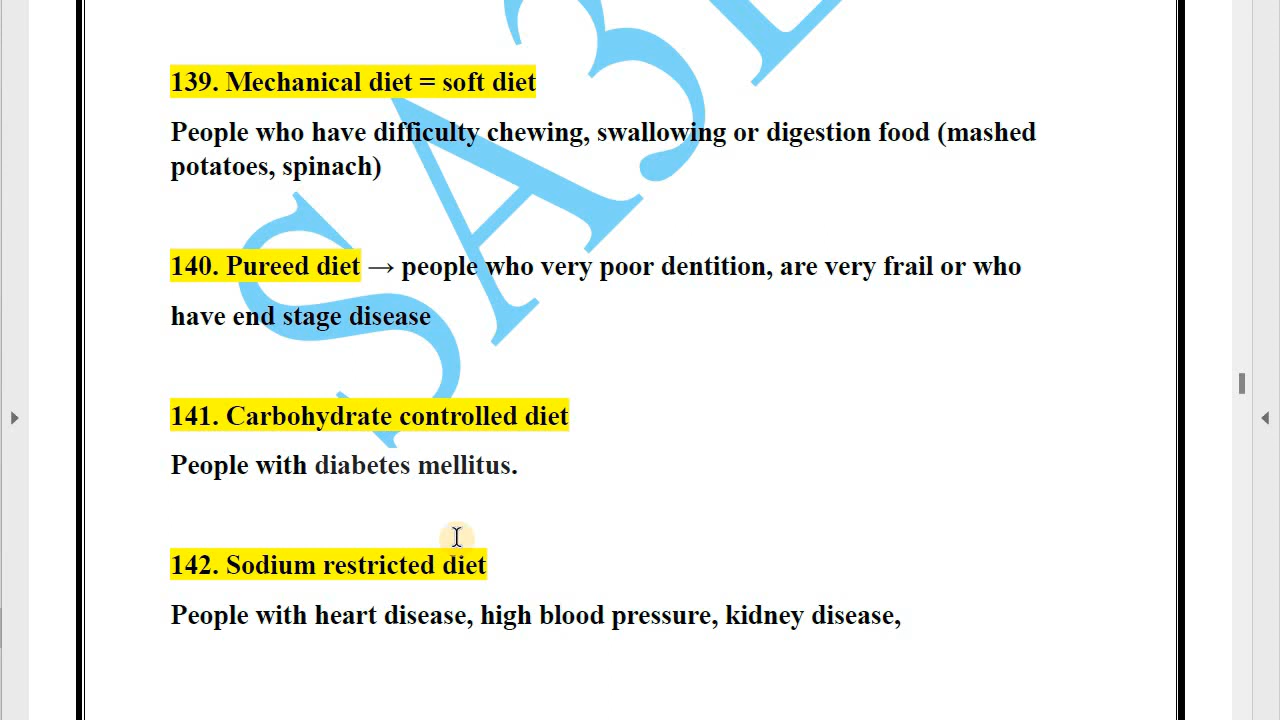 139. Mechanical diet = soft diet
People who have difficulty chewing, swallowing or digestion food (mashed
potatoes, spinach)
140. Pureed diet → people who very poor dentition, are very frail or who
have end stage disease
141. Carbohydrate controlled diet
People with diabetes mellitus.
142. Sodium restricted diet
People with heart disease, high blood pressure, kidney disease,